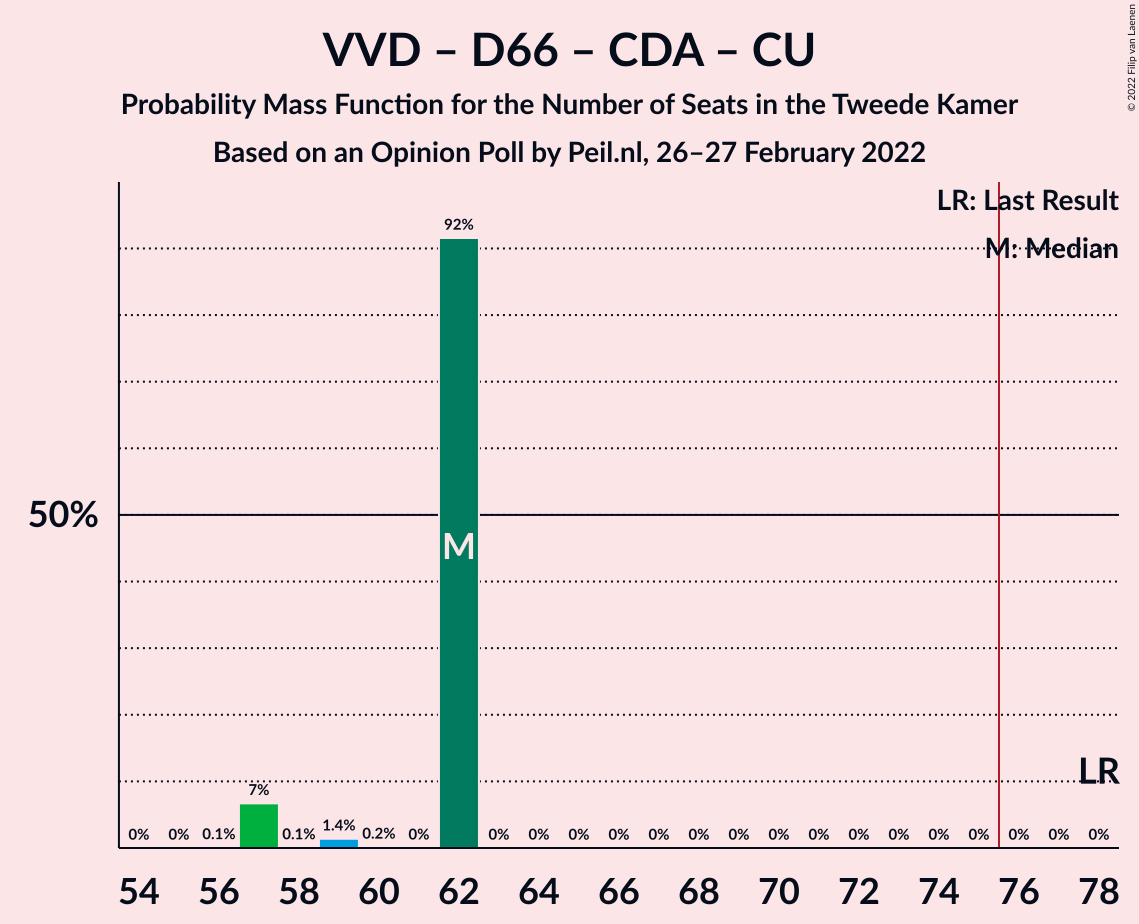 © 2022 Filip van Laenen
VVD – D66 – CDA – CU
Probability Mass Function for the Number of Seats in the Tweede Kamer
Based on an Opinion Poll by Peil.nl, 26–27 February 2022
LR: Last Result
M: Median
92%
50%
M
LR
0% 0% 0.1% 7% 0.1% 1.4% 0.2% 0% 0% 0% 0% 0% 0% 0% 0% 0% 0% 0% 0% 0% 0% 0% 0% 0%
54 56 58 60 62 64 66 68 70 72 74 76 78